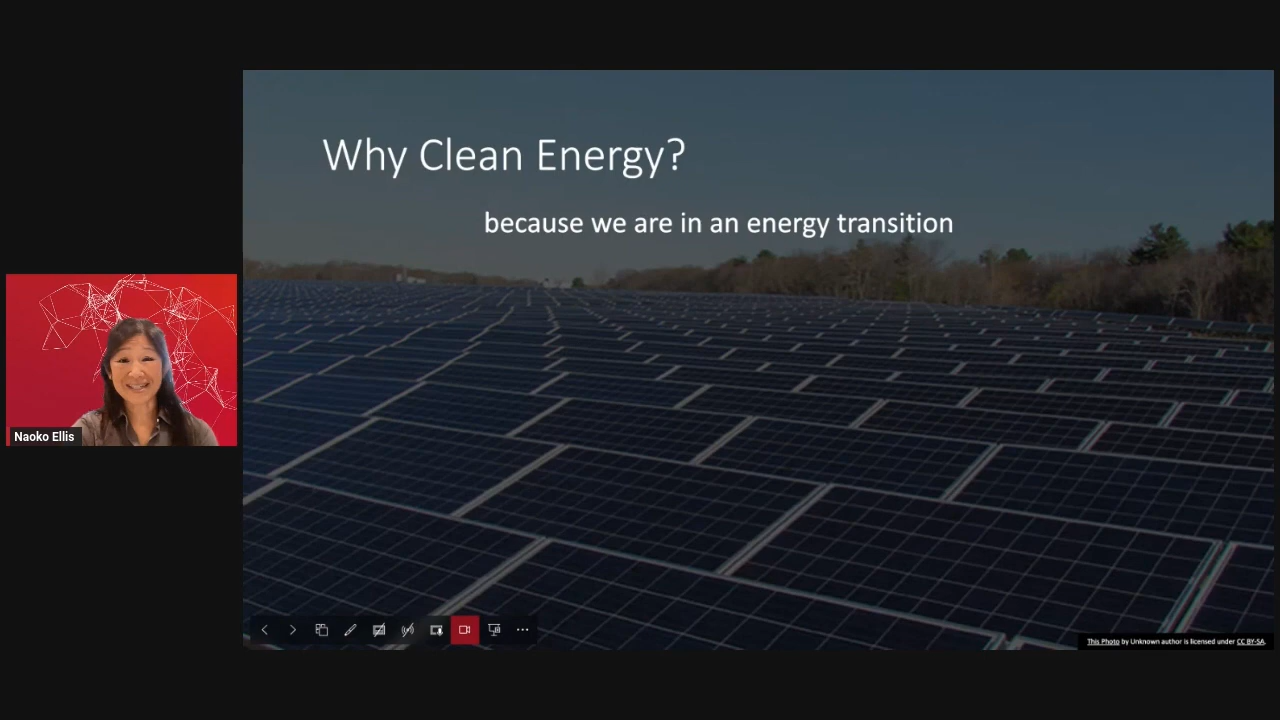 Why Clean Energy?
because we are in an energy transition
Naoko Ellis
This Photo by Unknown author is licensed under CC BY-SA.